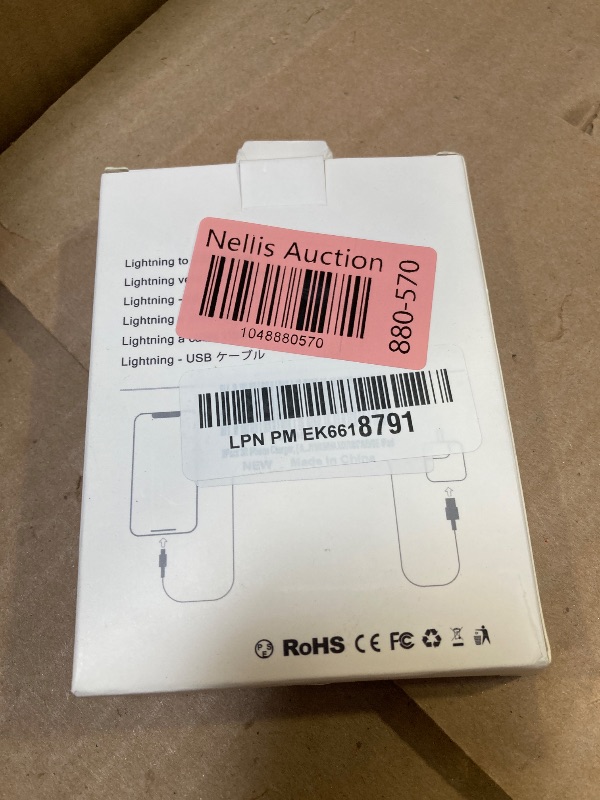 Nellis Auction
1048880570
880-570
Lightning to
Lightning
Lightning -
Lightning
Lightning a
Lightning - USB ケーブル
LPN PM EK6618791
NEW Made in China
PSE
RoHS CE FC